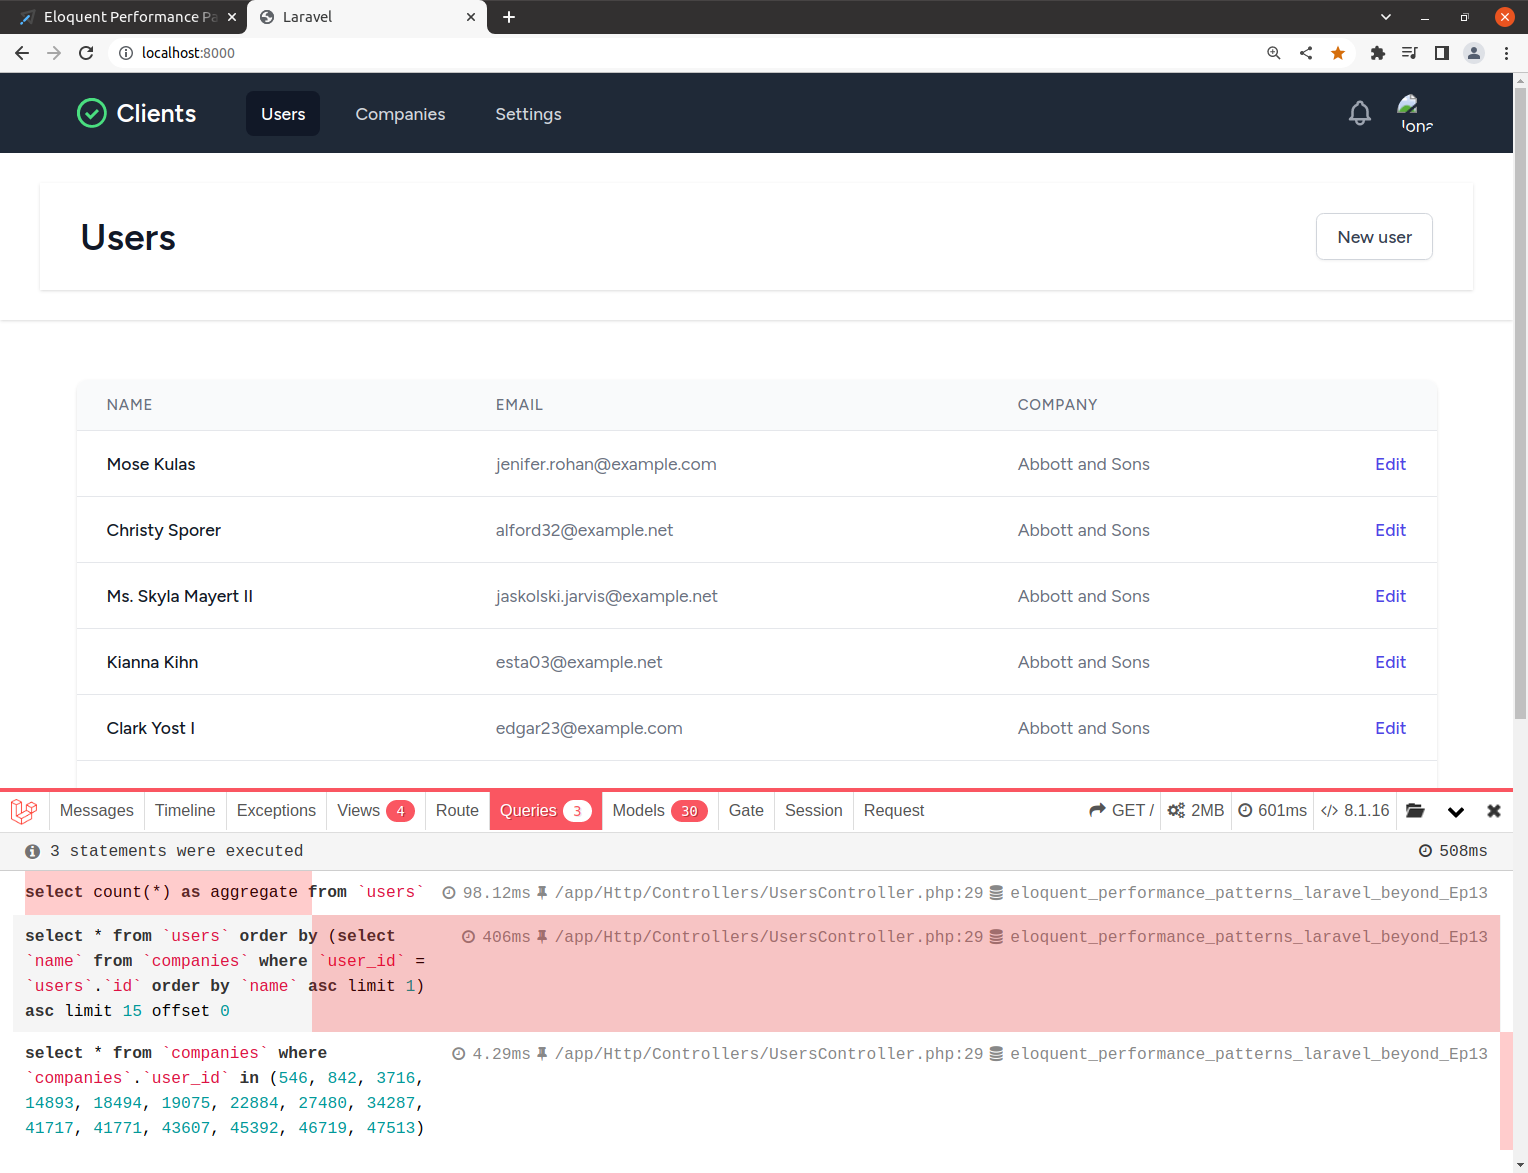 Eloquent Performance Pa
Laravel
localhost:8000
Clients
Users
Companies
Settings
Jona
Users
New user
NAME EMAIL COMPANY
Mose Kulas jenifer.rohan@example.com Abbott and Sons Edit
Christy Sporer alford32@example.net Abbott and Sons Edit
Ms. Skyla Mayert II jaskolski.jarvis@example.net Abbott and Sons Edit
Kianna Kihn esta03@example.net Abbott and Sons Edit
Clark Yost I edgar23@example.com Abbott and Sons Edit
Messages Timeline Exceptions Views 4 Route Queries 3 Models 30 Gate Session Request GET / 2MB 601ms 8.1.16
3 statements were executed 508ms
select count(*) as aggregate from `users` 98.12ms /app/Http/Controllers/UsersController.php:29 eloquent_performance_patterns_laravel_beyond_Ep13
select * from `users` order by (select 406ms /app/Http/Controllers/UsersController.php:29 eloquent_performance_patterns_laravel_beyond_Ep13
`name` from `companies` where `user_id` =
`users`.`id` order by `name` asc limit 1)
asc limit 15 offset 0
select * from `companies` where 4.29ms /app/Http/Controllers/UsersController.php:29 eloquent_performance_patterns_laravel_beyond_Ep13
`companies`.`user_id` in (546, 842, 3716,
14893, 18494, 19075, 22884, 27480, 34287,
41717, 41771, 43607, 45392, 46719, 47513)